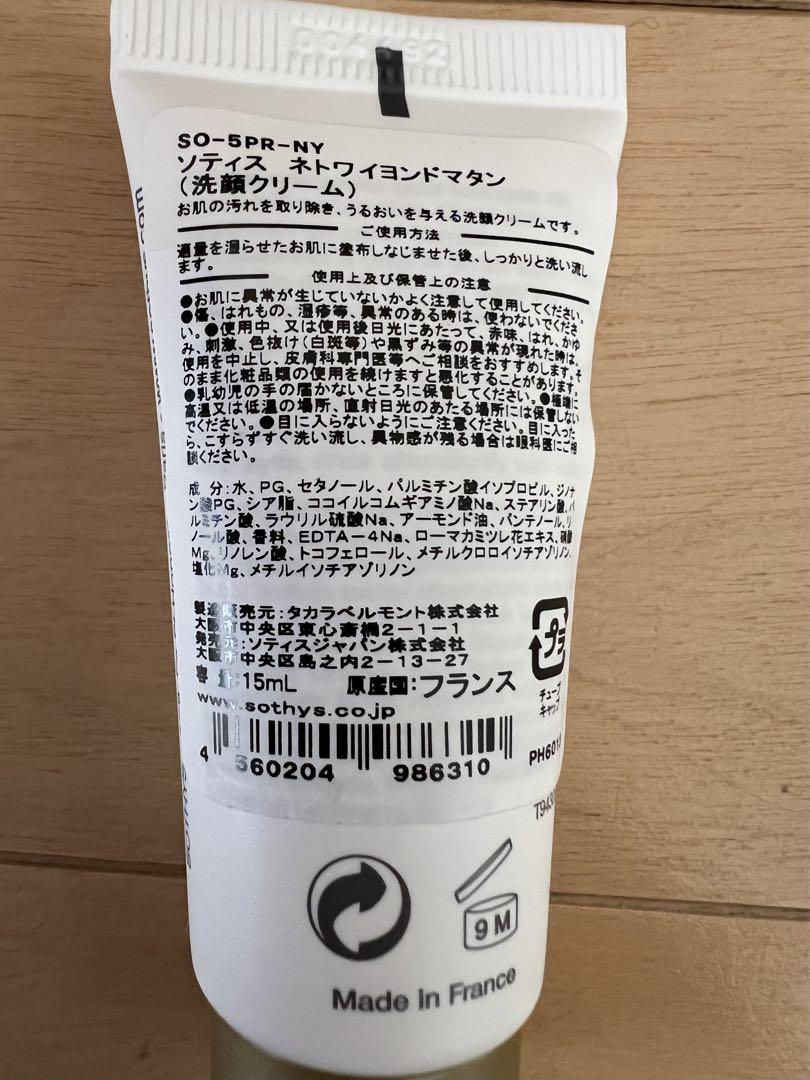 SO-5PR-NY
ソティス ネトワイヨンドマタン
(洗顔クリーム)
お肌の汚れを取り除き、うるおいを与える洗顔クリームです。
ご使用方法
適量を湿らせたお肌に塗布しなじませた後、しっかりと洗い流し
ます。
使用上及び保管上の注意
●お肌に異常が生じていないかよく注意して使用してください。
●傷、はれもの、湿疹等、異常のある時は、使わないでくださ
い。●使用中、又は使用後日光にあたって、赤味、はれ、かゆ
み、刺激、色抜け(白斑等)や黒ずみ等の異常が現れた時は、
使用を中止し、皮膚科専門医等へご相談をおすすめします。そ
のまま化粧品類の使用を続けますと悪化することがあります。
●乳幼児の手の届かないところに保管してください。●極端に
高温又は低温の場所、直射日光のあたる場所には保管しない
でください。●目に入らないようにご注意ください。目に入った
ら、こすらずすぐ洗い流し、異物感が残る場合は眼科医にご相
談ください。
成 分:水、PG、セタノール、パルミチン酸イソプロピル、ジノナ
ン酸PG、シア脂、ココイルコムギアミノ酸Na、ステアリン酸、パ
ルミチン酸、ラウリル硫酸Na、アーモンド油、パンテノール、リ
ノール酸、香料、EDTA-4Na、ローマカミツレ花エキス、硝酸
Mg、リノレン酸、トコフェロール、メチルクロロイソチアゾリノン、
塩化Mg、メチルイソチアゾリノン
製造販売元:タカラベルモント株式会社
大阪市中央区東心斎橋2-1-1
発売元:ソティスジャパン株式会社
大阪市中央区島之内2-13-27
容 量:15mL 原産国:フランス
www.sothys.co.jp
プラ
チューブ
キャップ
4 560204 986310
PH601
T943
9 M
Made in France